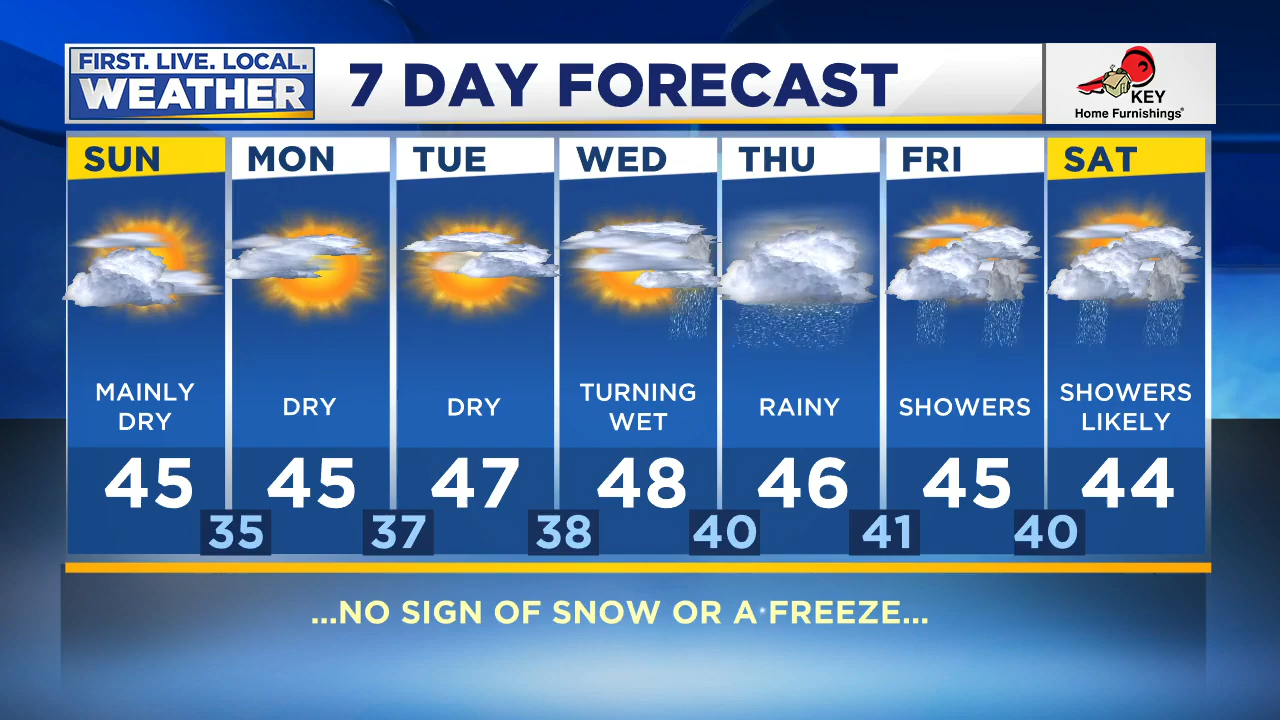 FIRST. LIVE. LOCAL.
WEATHER
7 DAY FORECAST
KEY
Home Furnishings®
SUN
MON
TUE
WED
THU
FRI
SAT
MAINLY
DRY
DRY
DRY
TURNING
WET
RAINY
SHOWERS
SHOWERS
LIKELY
45
45
47
48
46
45
44
35
37
38
40
41
40
...NO SIGN OF SNOW OR A FREEZE...